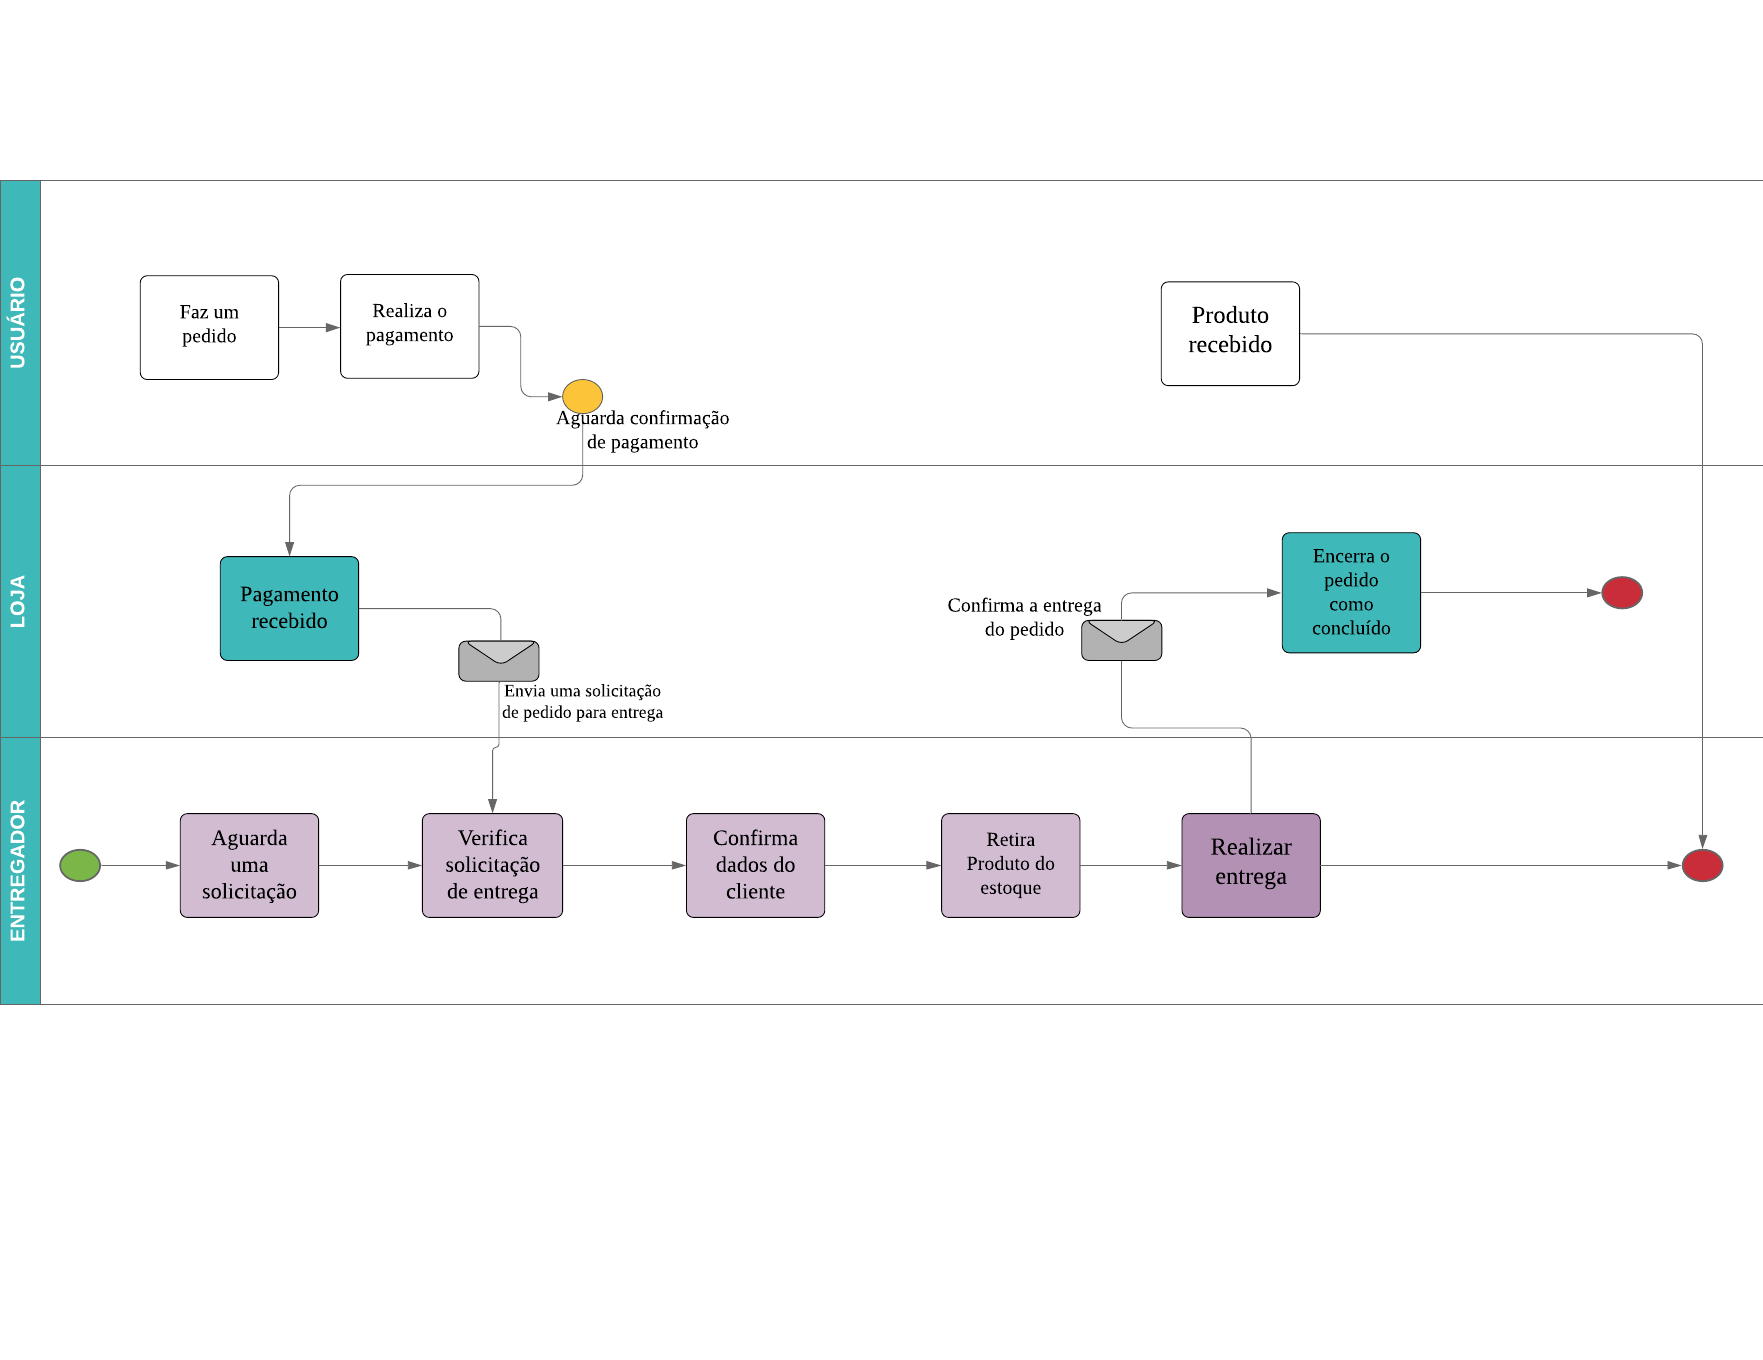 USUÁRIO
Faz um
pedido
Realiza o
pagamento
Aguarda confirmação
de pagamento
Produto
recebido
LOJA
Pagamento
recebido
Envia uma solicitação
de pedido para entrega
Confirma a entrega
do pedido
Encerra o
pedido
como
concluído
ENTREGADOR
Aguarda
uma
solicitação
Verifica
solicitação
de entrega
Confirma
dados do
cliente
Retira
Produto do
estoque
Realizar
entrega